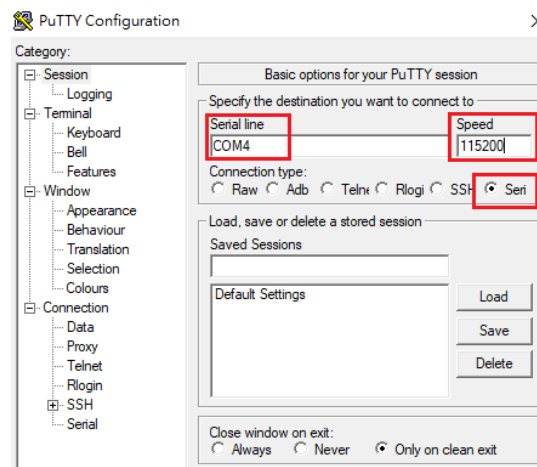 PuTTY Configuration
Category:
Session
Logging
Terminal
Keyboard
Bell
Features
Window
Appearance
Behaviour
Translation
Selection
Colours
Connection
Data
Proxy
Telnet
Rlogin
SSH
Serial
Basic options for your PuTTY session
Specify the destination you want to connect to
Serial line Speed
COM4 115200
Connection type:
Raw Adb Telne Rlogi SSH Seri
Load, save or delete a stored session
Saved Sessions
Default Settings
Load
Save
Delete
Close window on exit:
Always Never Only on clean exit